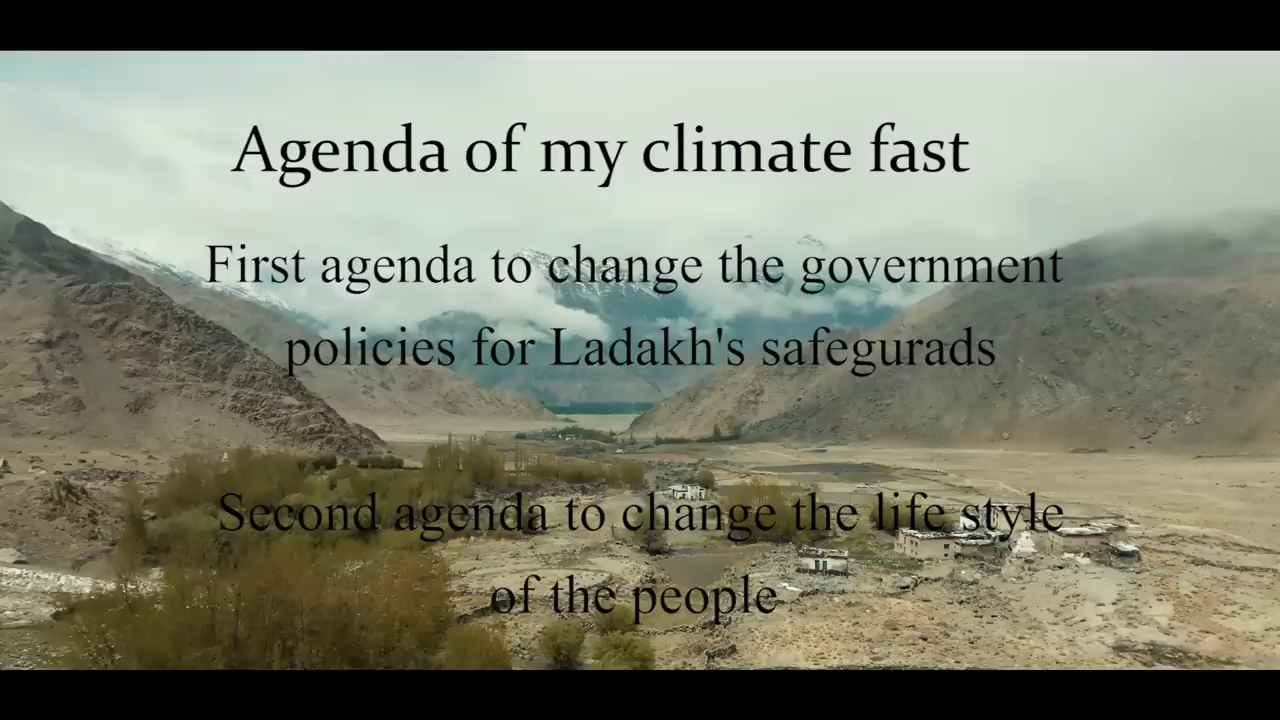 Agenda of my climate fast
First agenda to change the government
policies for Ladakh's safegurads
Second agenda to change the life style
of the people